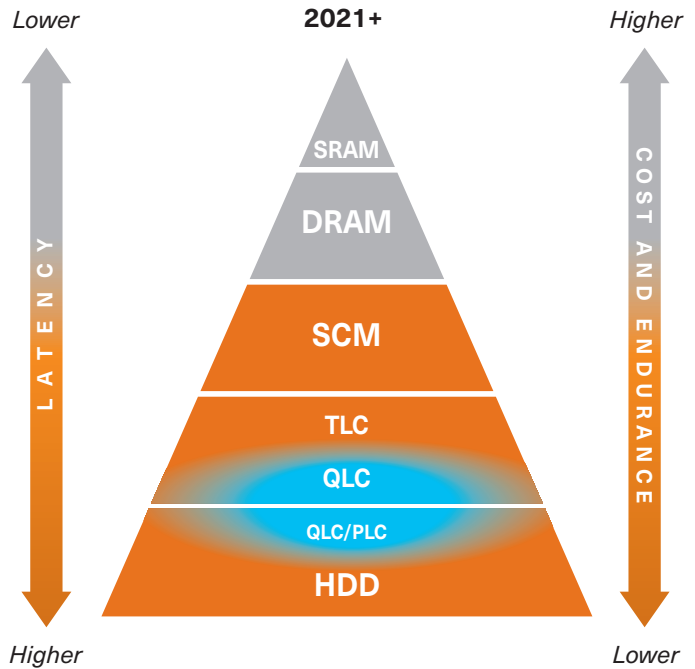 Lower
2021+
Higher
LATENCY
COST AND ENDURANCE
SRAM
DRAM
SCM
TLC
QLC
QLC/PLC
HDD
Higher
Lower